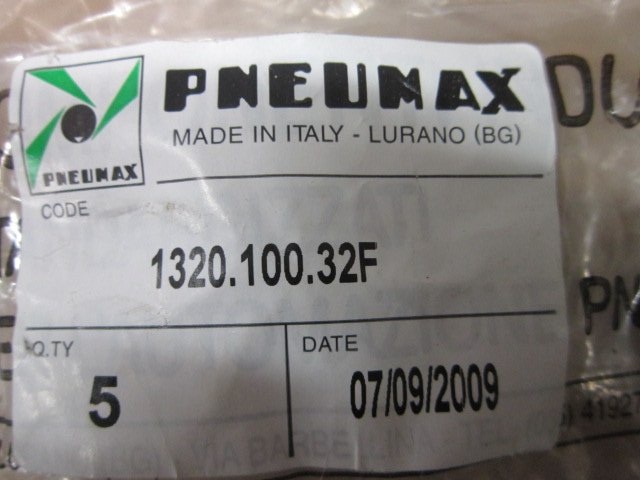 PNEUMAX
MADE IN ITALY - LURANO (BG)
PNEUMAX
CODE
1320.100.32F
Q.TY
5
DATE
07/09/2009